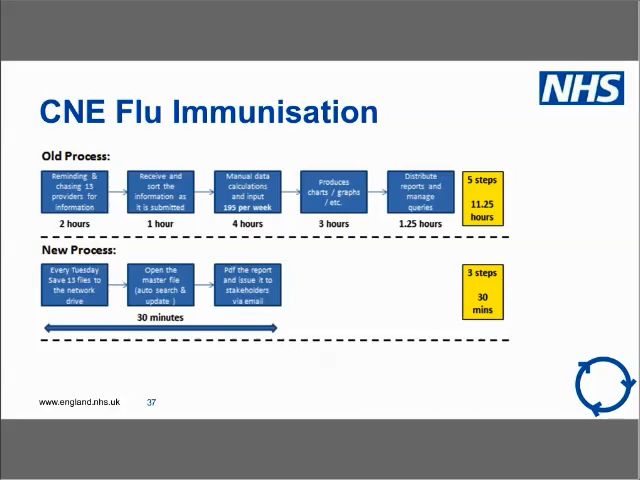 NHS
CNE Flu Immunisation
Old Process:
Reminding &
chasing 13
providers for
information
Receive and
sort the
information as
it is submitted
Manual data
calculations
and input
195 per week
Produces
charts / graphs
/ etc.
Distribute
reports and
manage
queries
5 steps
11.25
hours
2 hours
1 hour
4 hours
3 hours
1.25 hours
New Process:
Every Tuesday
Save 13 files to
the network
drive
Open the
master file
(auto search &
update )
Pdf the report
and issue it to
stakeholders
via email
3 steps
30
mins
30 minutes
www.england.nhs.uk
37